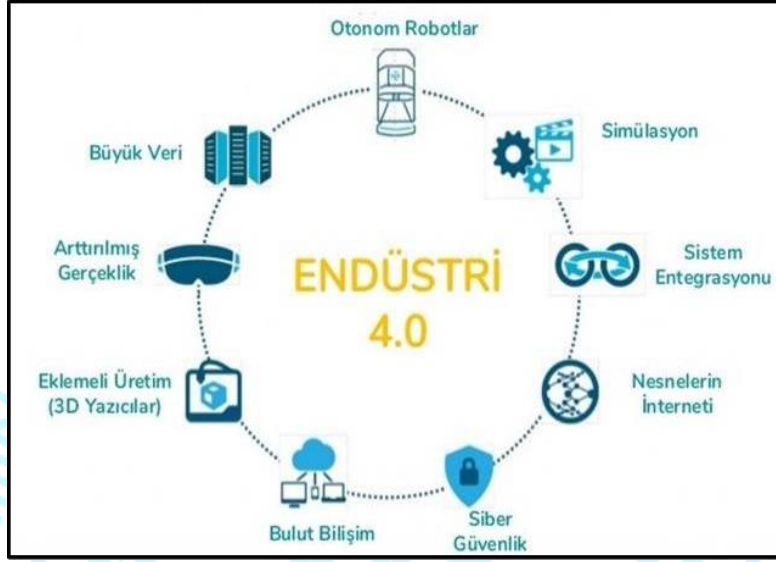 Otonom Robotlar
Simülasyon
Büyük Veri
Arttırılmış
Gerçeklik
ENDÜSTRİ
4.0
Sistem
Entegrasyonu
Eklemeli Üretim
(3D Yazıcılar)
Nesnelerin
İnterneti
Bulut Bilişim
Siber
Güvenlik